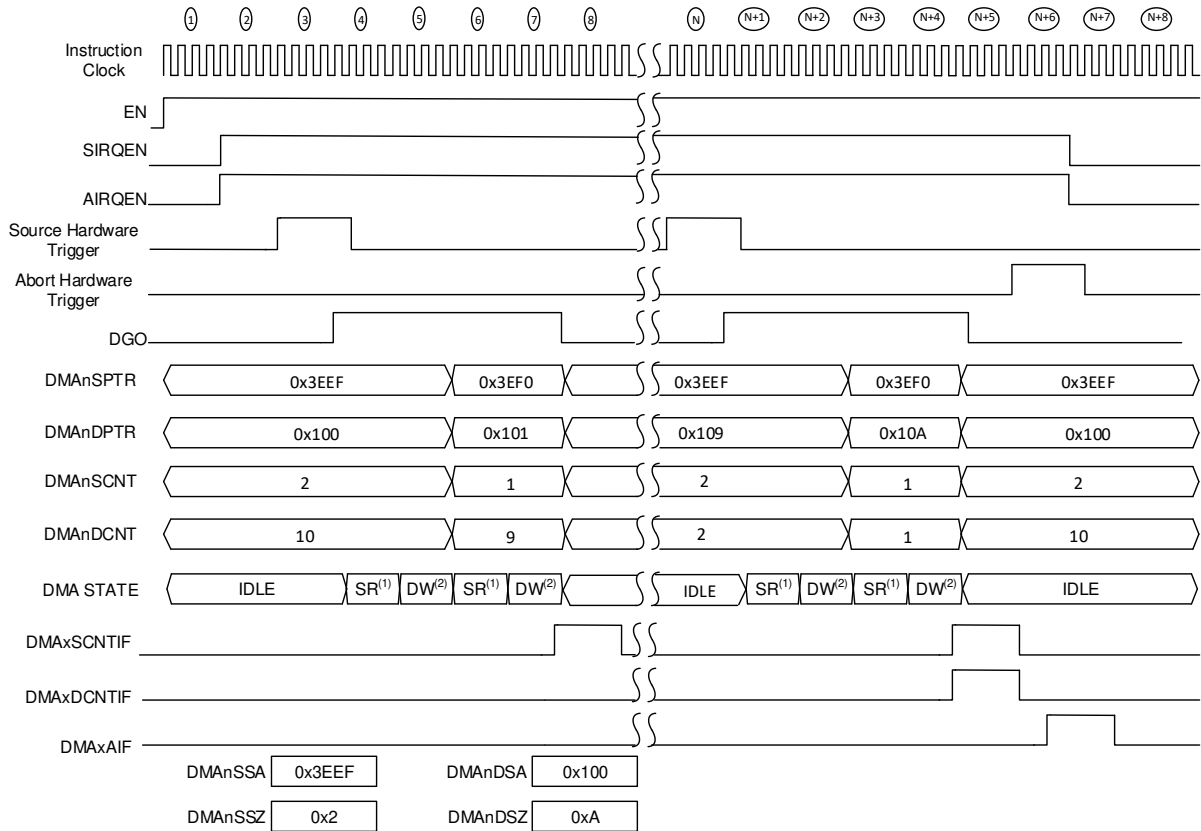 1 2 3 4 5 6 7 8 N N+1 N+2 N+3 N+4 N+5 N+6 N+7 N+8
Instruction
Clock
EN
SIRQEN
AIRQEN
Source Hardware
Trigger
Abort Hardware
Trigger
DGO
DMAnSPTR 0x3EEF 0x3EF0 0x3EEF 0x3EF0 0x3EEF
DMAnDPTR 0x100 0x101 0x109 0x10A 0x100
DMAnSCNT 2 1 2 1 2
DMAnDCNT 10 9 2 1 10
DMA STATE IDLE SR(1) DW(2) SR(1) DW(2) IDLE SR(1) DW(2) SR(1) DW(2) IDLE
DMAxSCNTIF
DMAxDCNTIF
DMAxAIF
DMAnSSA 0x3EEF DMAnDSA 0x100
DMAnSSZ 0x2 DMAnDSZ 0xA